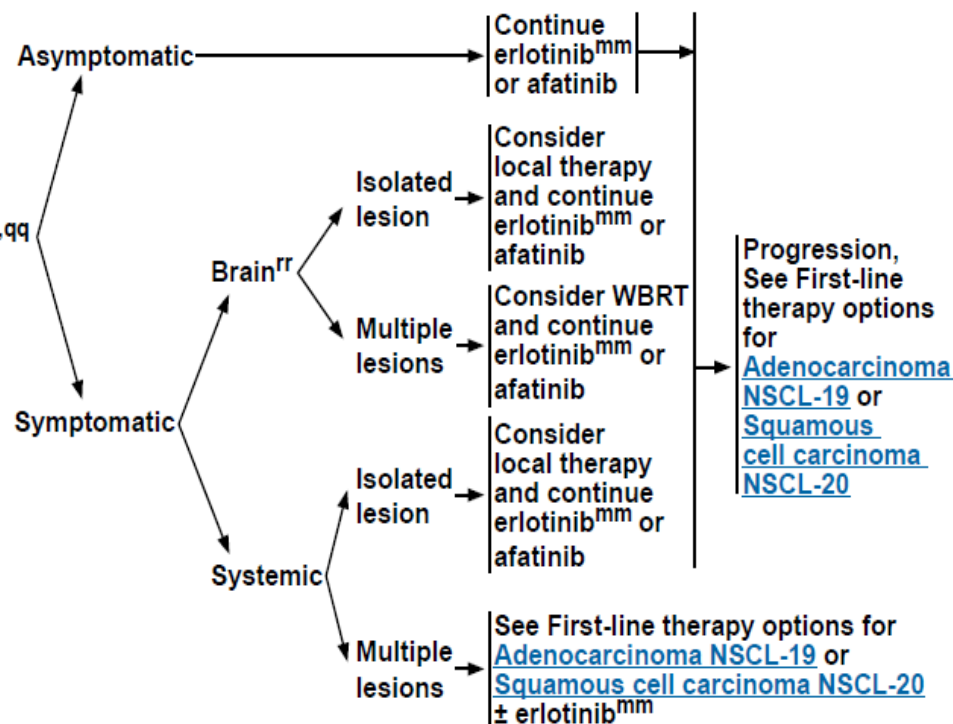 Asymptomatic
Continue
erlotinibmm
or afatinib
,qq
Symptomatic
Brainrr
Isolated
lesion
Consider
local therapy
and continue
erlotinibmm or
afatinib
Multiple
lesions
Consider WBRT
and continue
erlotinibmm or
afatinib
Systemic
Isolated
lesion
Consider
local therapy
and continue
erlotinibmm or
afatinib
Multiple
lesions
See First-line therapy options for
Adenocarcinoma NSCL-19 or
Squamous cell carcinoma NSCL-20
± erlotinibmm
Progression,
See First-line
therapy options
for
Adenocarcinoma
NSCL-19 or
Squamous
cell carcinoma
NSCL-20